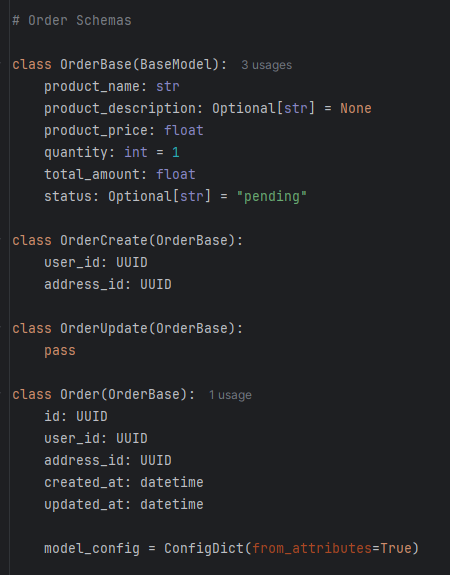 # Order Schemas
class OrderBase(BaseModel): 3 usages
    product_name: str
    product_description: Optional[str] = None
    product_price: float
    quantity: int = 1
    total_amount: float
    status: Optional[str] = "pending"
class OrderCreate(OrderBase):
    user_id: UUID
    address_id: UUID
class OrderUpdate(OrderBase):
    pass
class Order(OrderBase): 1 usage
    id: UUID
    user_id: UUID
    address_id: UUID
    created_at: datetime
    updated_at: datetime
    model_config = ConfigDict(from_attributes=True)